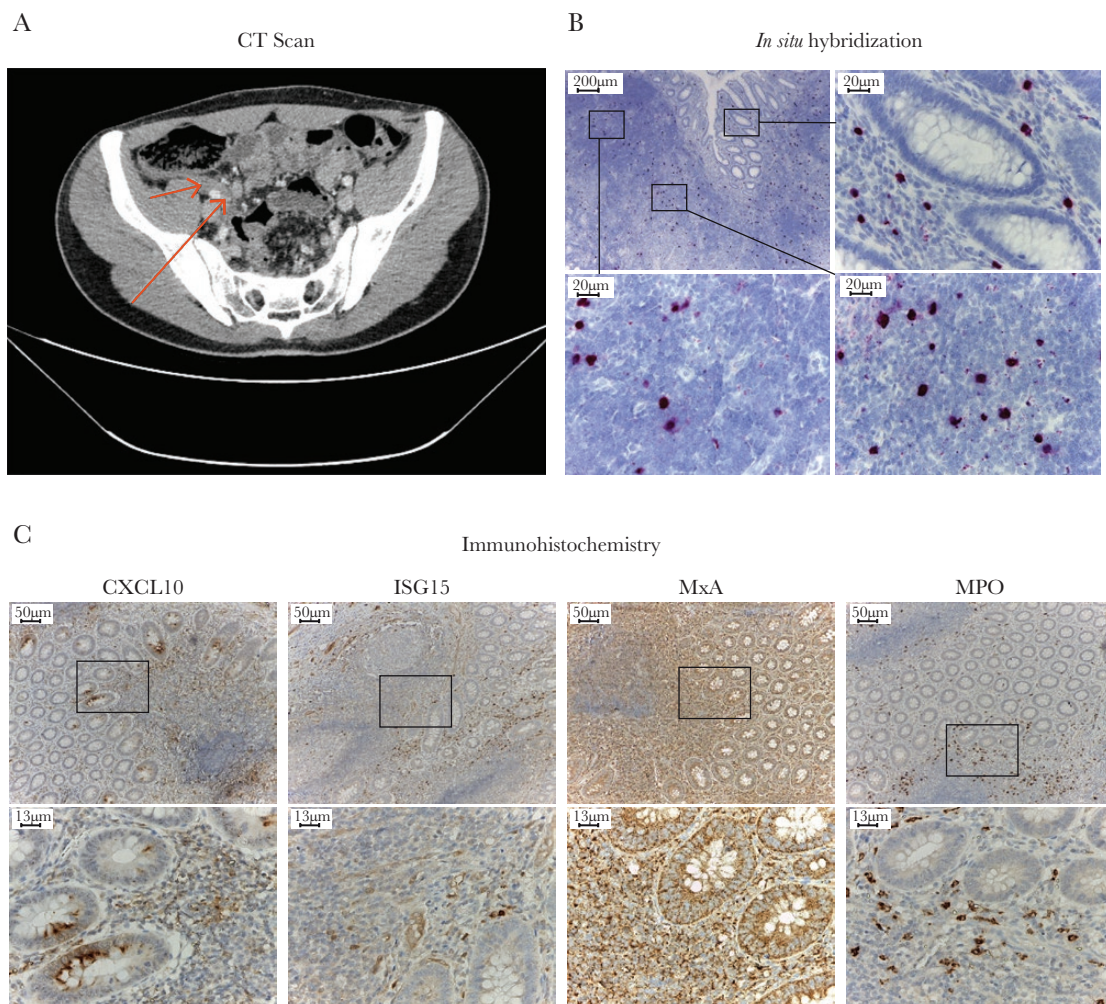 A
CT Scan
B
In situ hybridization
200μm
20μm
20μm
20μm
C
Immunohistochemistry
CXCL10
ISG15
MxA
MPO
50μm
50μm
50μm
50μm
13μm
13μm
13μm
13μm